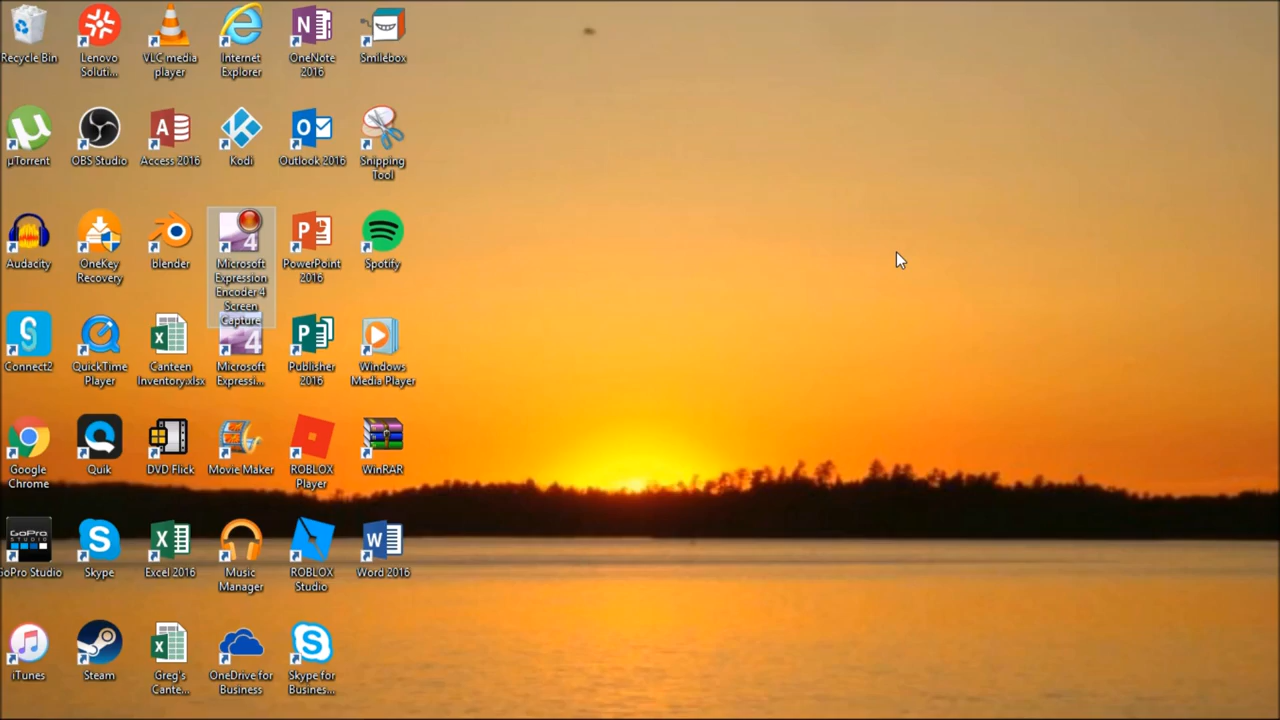 Recycle Bin
Lenovo
Soluti...
VLC media
player
Internet
Explorer
OneNote
2016
Smilebox
µTorrent
OBS Studio
Access 2016
Kodi
Outlook 2016
Snipping
Tool
Audacity
OneKey
Recovery
blender
Microsoft
Expression
Encoder 4
Screen
Capture
PowerPoint
2016
Spotify
Connect2
QuickTime
Player
Canteen
Inventory.xlsx
Microsoft
Expressi...
Publisher
2016
Windows
Media Player
Google
Chrome
Quik
DVD Flick
Movie Maker
ROBLOX
Player
WinRAR
GoPro
STUDIO
GoPro Studio
Skype
Excel 2016
Music
Manager
ROBLOX
Studio
Word 2016
iTunes
Steam
Greg's
Cante...
OneDrive for
Business
Skype for
Busines...